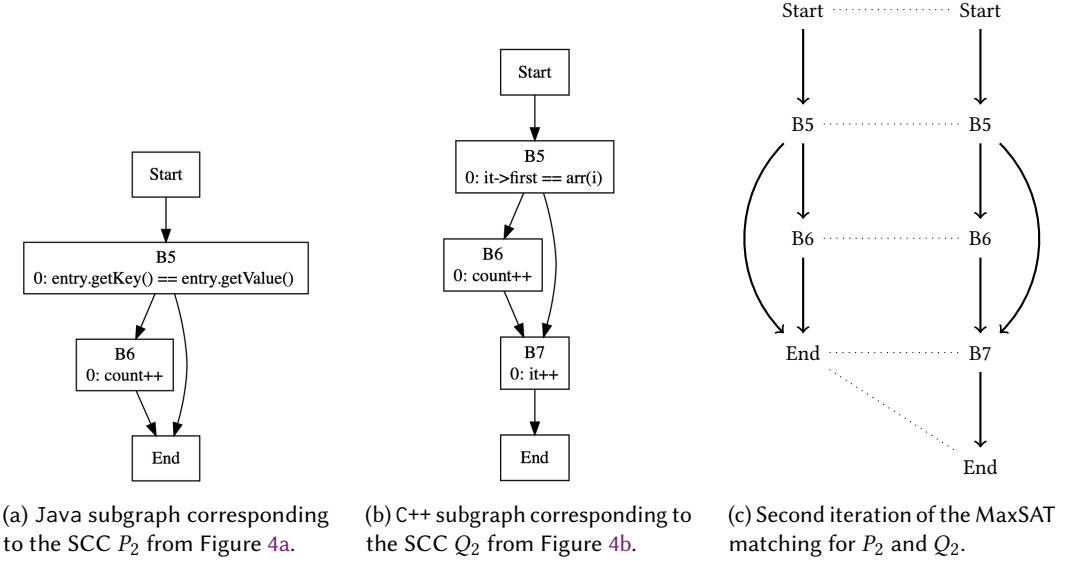 Start
B5
0: entry.getKey() == entry.getValue()
B6
0: count++
End
(a) Java subgraph corresponding
to the SCC P2 from Figure 4a.
Start
B5
0: it->first == arr(i)
B6
0: count++
B7
0: it++
End
(b) C++ subgraph corresponding to
the SCC Q2 from Figure 4b.
Start Start
B5 B5
B6 B6
End B7
End
(c) Second iteration of the MaxSAT
matching for P2 and Q2.